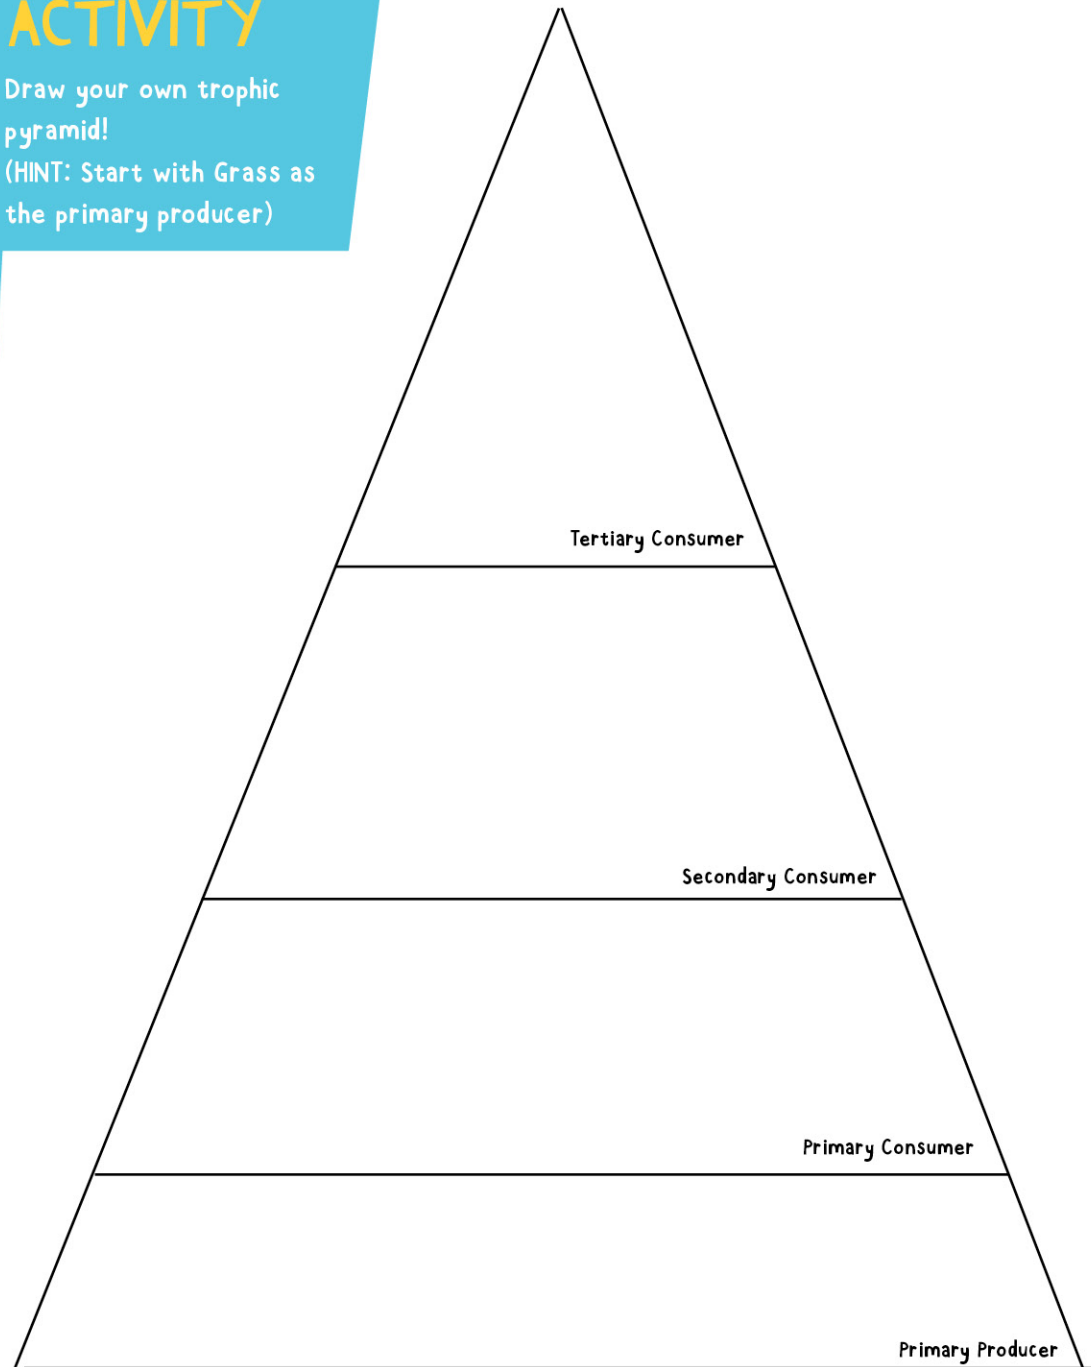 ACTIVITY
Draw your own trophic
pyramid!
(HINT: Start with Grass as
the primary producer)
Tertiary Consumer
Secondary Consumer
Primary Consumer
Primary Producer